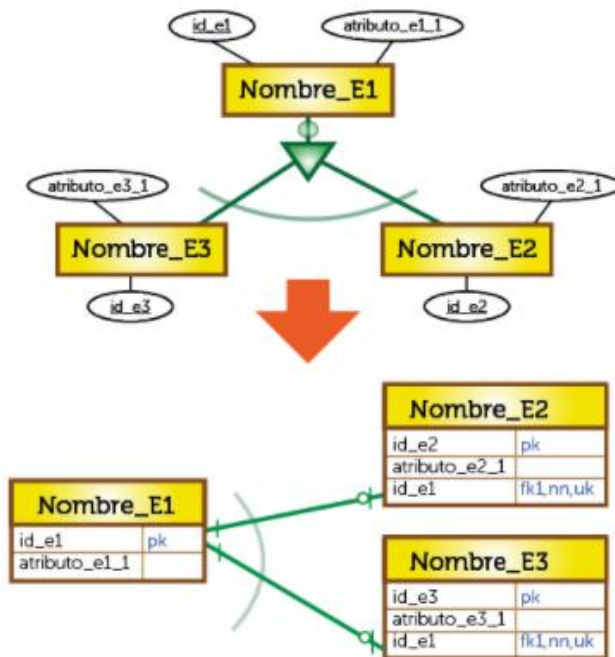 id_e1
atributo_e1_1
Nombre_E1
atributo_e3_1
atributo_e2_1
Nombre_E3
Nombre_E2
id_e3
id_e2
Nombre_E2
id_e2 pk
atributo_e2_1
id_e1 fk1,nn,uk
Nombre_E1
id_e1 pk
atributo_e1_1
Nombre_E3
id_e3 pk
atributo_e3_1
id_e1 fk1,nn,uk